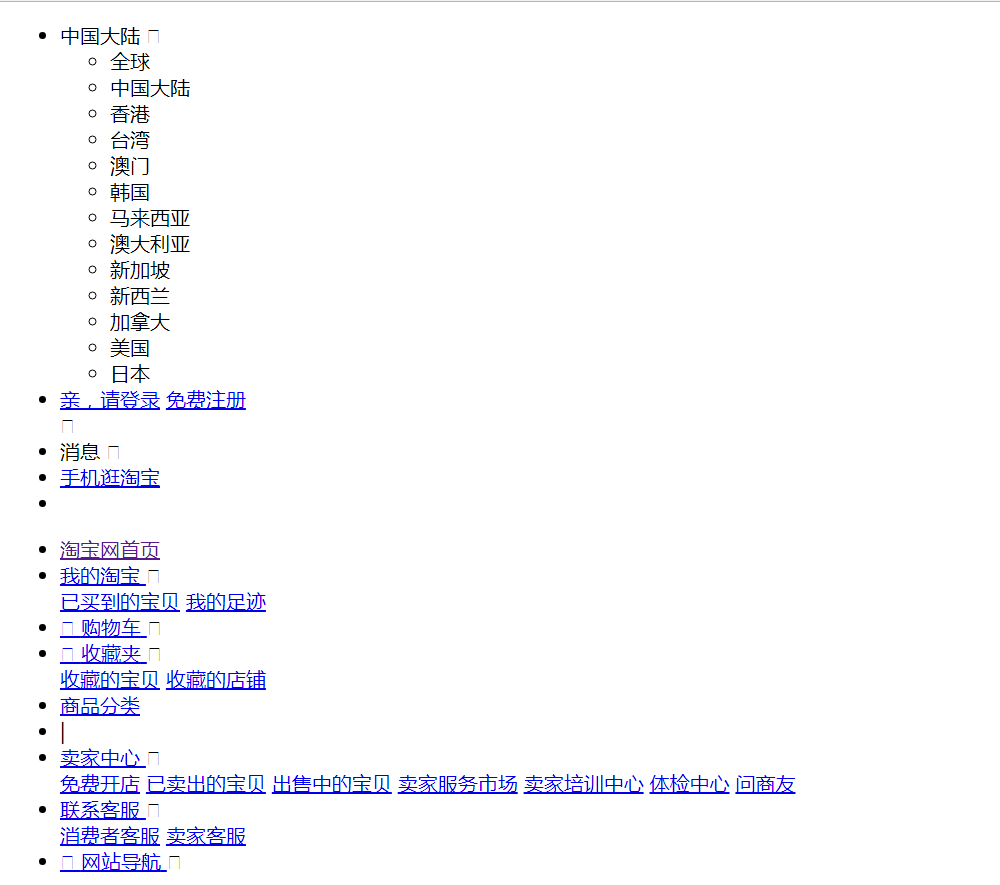 中国大陆
全球
中国大陆
香港
台湾
澳门
韩国
马来西亚
澳大利亚
新加坡
新西兰
加拿大
美国
日本
亲，请登录 免费注册
消息
手机逛淘宝
淘宝网首页
我的淘宝
已买到的宝贝 我的足迹
购物车
收藏夹
收藏的宝贝 收藏的店铺
商品分类
|
卖家中心
免费开店 已卖出的宝贝 出售中的宝贝 卖家服务市场 卖家培训中心 体检中心 问商友
联系客服
消费者客服 卖家客服
网站导航